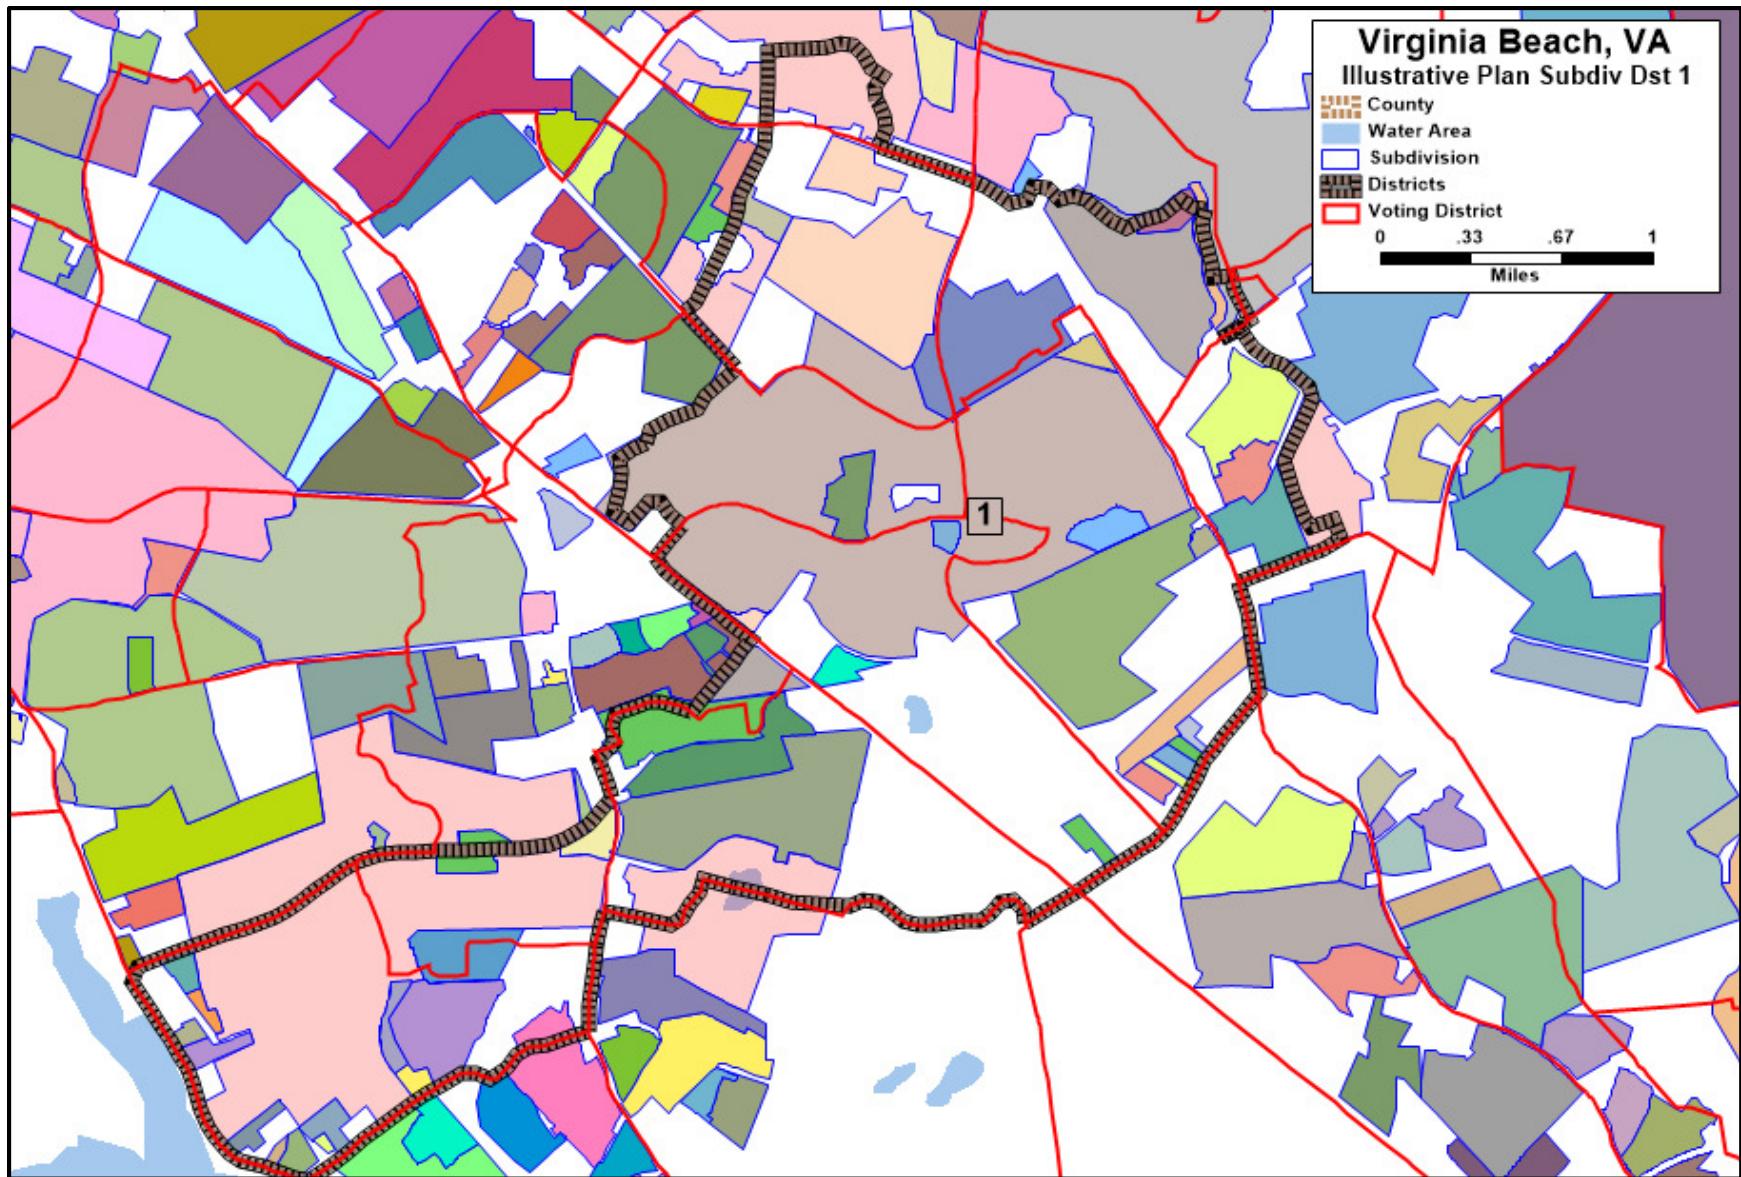 Virginia Beach, VA
Illustrative Plan Subdiv Dst 1
County
Water Area
Subdivision
Districts
Voting District
0 .33 .67 1
Miles
1